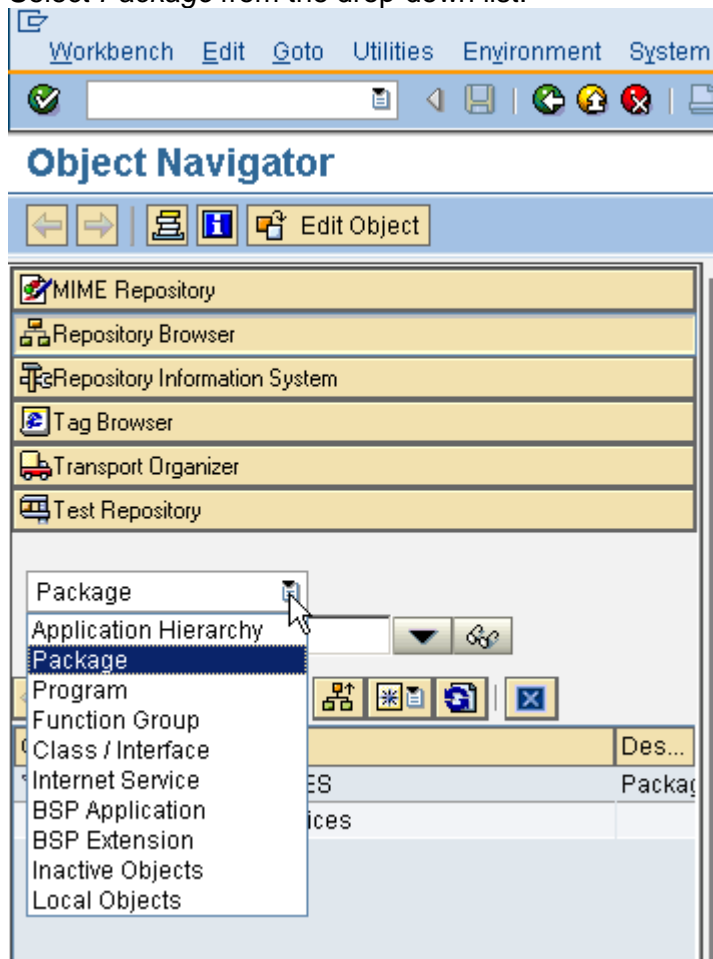 Select Package from the drop-down list.
Workbench Edit Goto Utilities Environment System
Object Navigator
Edit Object
MIME Repository
Repository Browser
Repository Information System
Tag Browser
Transport Organizer
Test Repository
Package
Application Hierarchy
Package
Program
Function Group
Class / Interface
Des...
Internet Service
ES
Packag
BSP Application
ices
BSP Extension
Inactive Objects
Local Objects